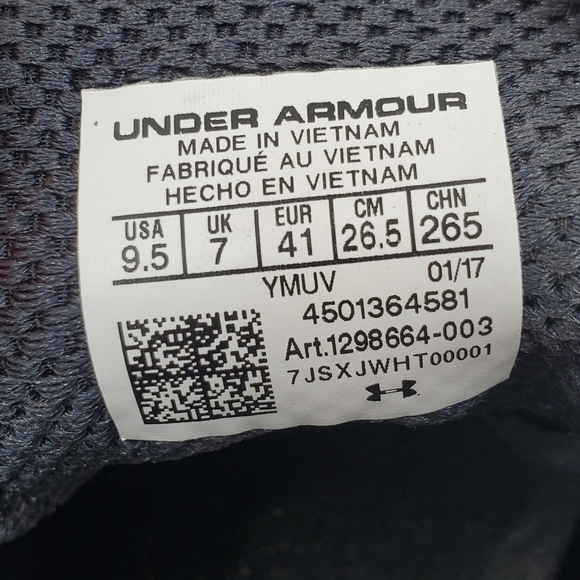 UNDER ARMOUR
MADE IN VIETNAM
FABRIQUÉ AU VIETNAM
HECHO EN VIETNAM
USA UK EUR CM CHN
9.5 7 41 26.5 265
YMUV 01/17
4501364581
Art.1298664-003
7JSXJWHT00001